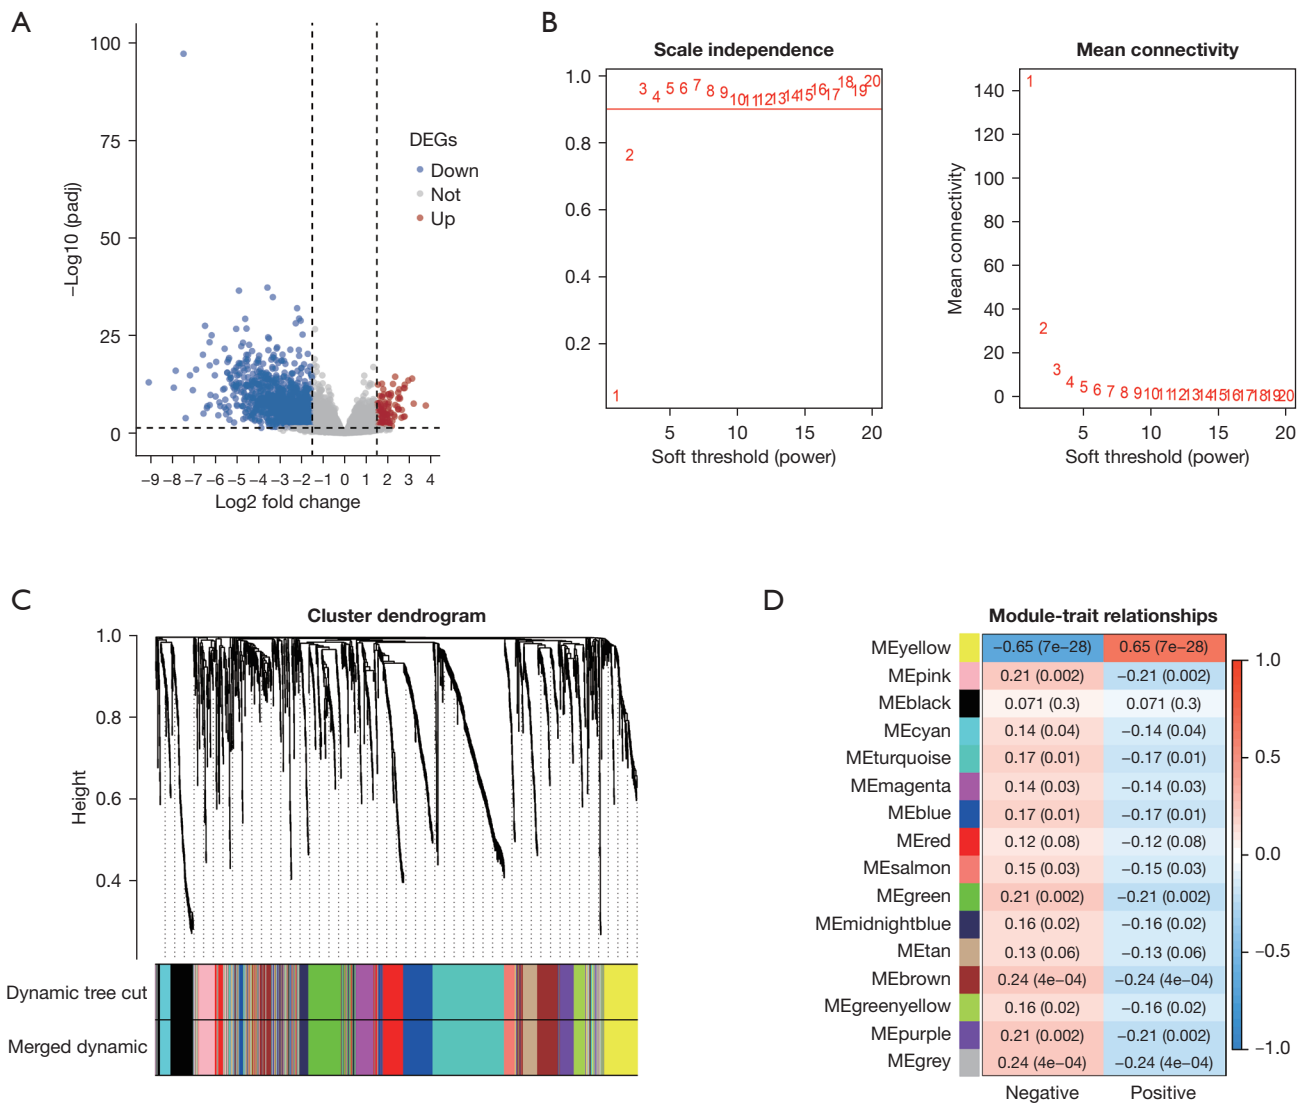 A
100
75
50
25
0
−Log10 (padj)
−9 −8 −7 −6 −5 −4 −3 −2 −1 0 1 2 3 4
Log2 fold change
DEGs
Down
Not
Up
B
Scale independence
1.0
0.8
0.6
0.4
0.2
1 2 3 4 5 6 7 8 9 10 11 12 13 14 15 16 17 18 19 20
5 10 15 20
Soft threshold (power)
Mean connectivity
Mean connectivity
140
120
100
80
60
40
20
0
1 2 3 4 5 6 7 8 9 10 11 12 13 14 15 16 17 18 19 20
5 10 15 20
Soft threshold (power)
C
Cluster dendrogram
Height
1.0
0.8
0.6
0.4
Dynamic tree cut
Merged dynamic
D
Module-trait relationships
MEyellow −0.65 (7e−28) 0.65 (7e−28)
MEpink 0.21 (0.002) −0.21 (0.002)
MEblack 0.071 (0.3) 0.071 (0.3)
MEcyan 0.14 (0.04) −0.14 (0.04)
MEturquoise 0.17 (0.01) −0.17 (0.01)
MEmagenta 0.14 (0.03) −0.14 (0.03)
MEblue 0.17 (0.01) −0.17 (0.01)
MEred 0.12 (0.08) −0.12 (0.08)
MEsalmon 0.15 (0.03) −0.15 (0.03)
MEgreen 0.21 (0.002) −0.21 (0.002)
MEmidnightblue 0.16 (0.02) −0.16 (0.02)
MEtan 0.13 (0.06) −0.13 (0.06)
MEbrown 0.24 (4e−04) −0.24 (4e−04)
MEgreenyellow 0.16 (0.02) −0.16 (0.02)
MEpurple 0.21 (0.002) −0.21 (0.002)
MEgrey 0.24 (4e−04) −0.24 (4e−04)
Negative Positive
1.0
0.5
0.0
−0.5
−1.0